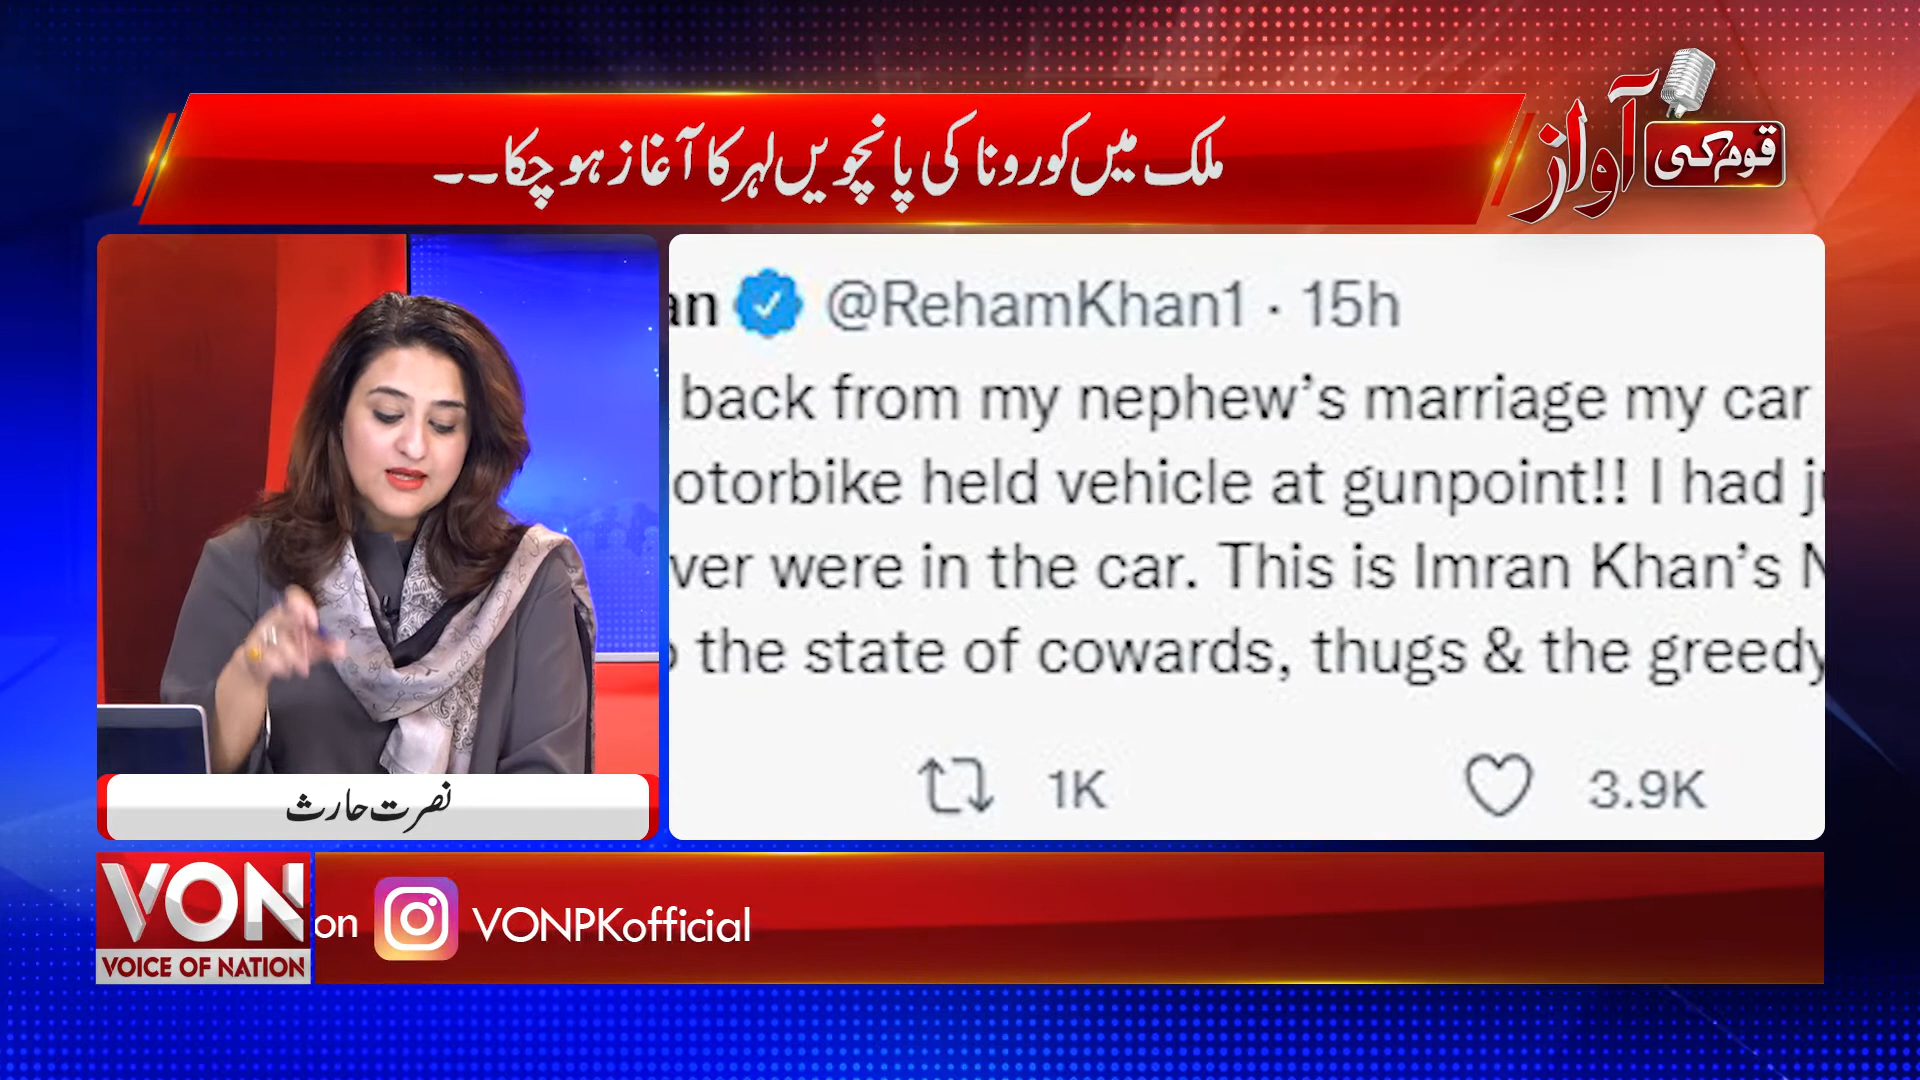 ملک میں کورونا کی پانچویں لہر کا آغاز ہو چکا۔۔
قوم کی آواز
an @RehamKhan1 · 15h
back from my nephew's marriage my car
otorbike held vehicle at gunpoint!! I had ju
ver were in the car. This is Imran Khan's N
o the state of cowards, thugs & the greedy
1K 3.9K
نصرت حارث
VON
VOICE OF NATION
on VONPKofficial